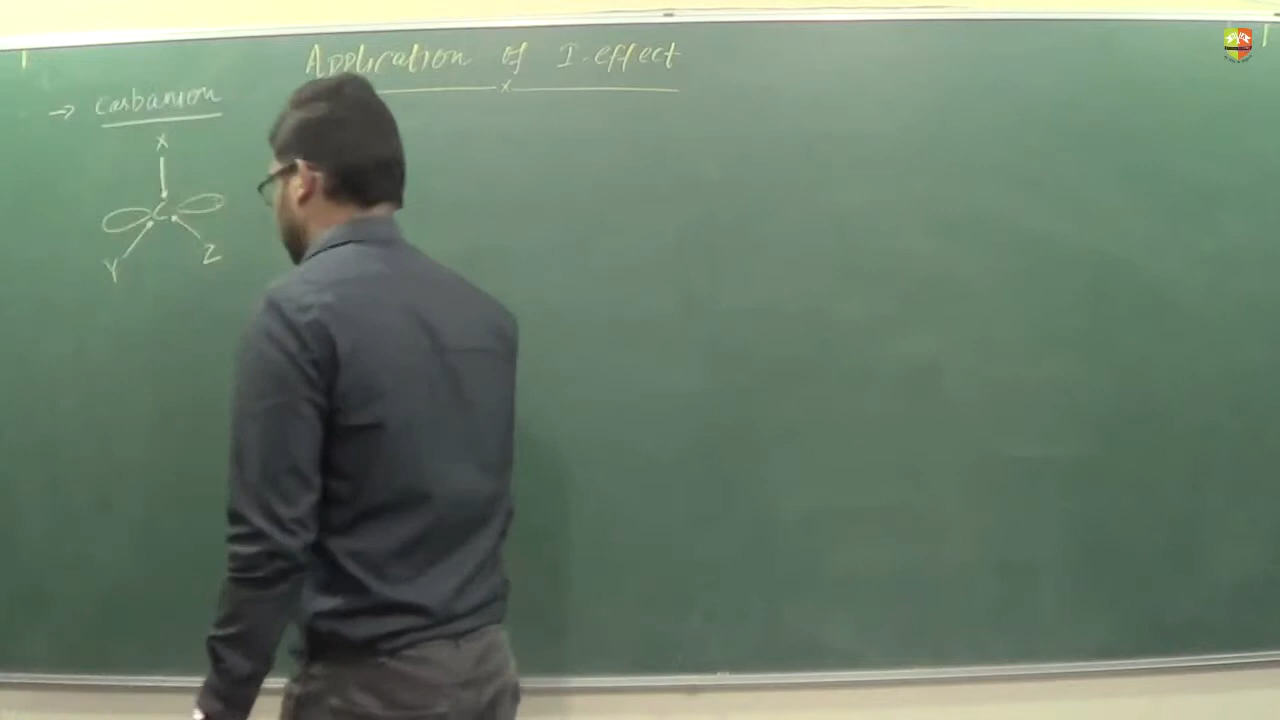 Application of I-effect
x
→ Carbanion
X
C
Y Z